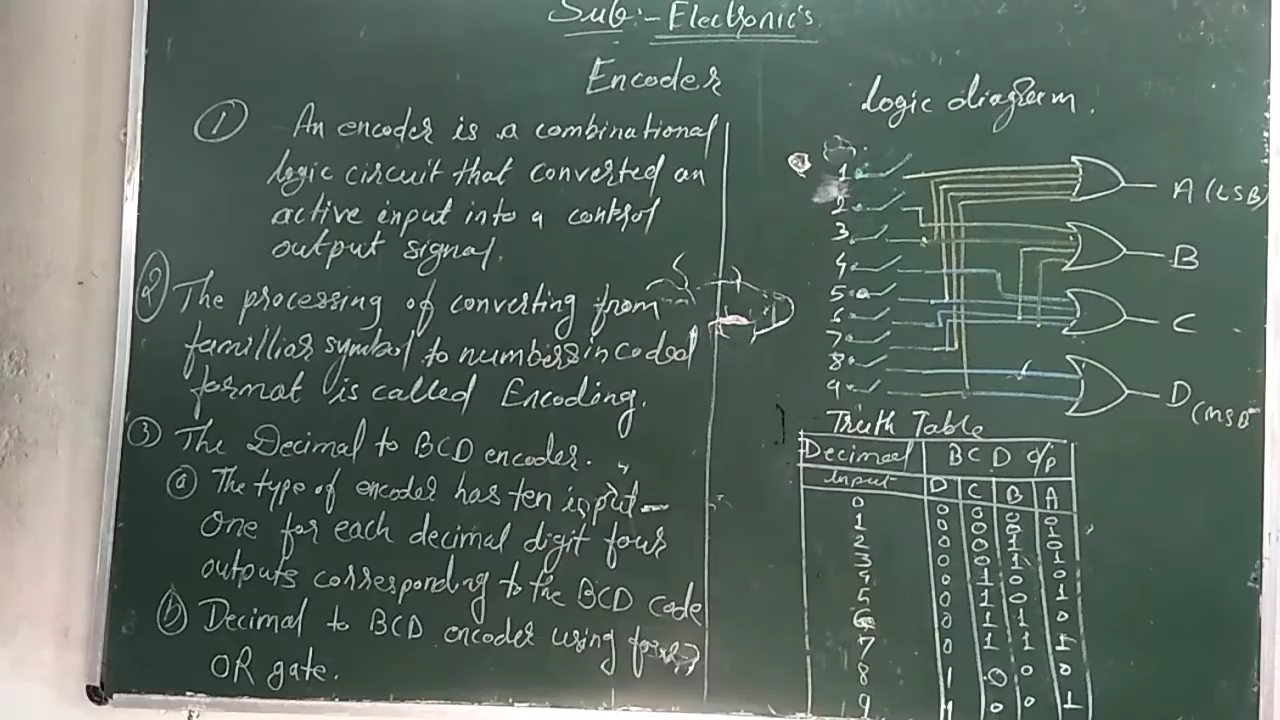 Sub:- Electronic's
Encoder
① An encoder is a combinational
logic circuit that converted an
active input into a control
output signal.
② The processing of converting from
familliar symbol to numbers in coded
format is called Encoding.
③ The Decimal to BCD encoder.
ⓐ The type of encoder has ten input -
one for each decimal digit four
outputs corresponding to the BCD code
ⓑ Decimal to BCD encoder using
OR gate.
Logic diagram.
1
2
3
4
5
6
7
8
9
A (LSB)
B
C
D (MSB
Truth Table
Decimal BCD O/p
Input D C B A
0 0 0 0
1 0 0 0 0
2 0 0 1 1
3 0 0 1 0
4 0 1 0 1
5 0 1 0 0
6 0 1 1 1
7 0 1 1 0
8 1 0 0 1
9 1 0 0 0
1